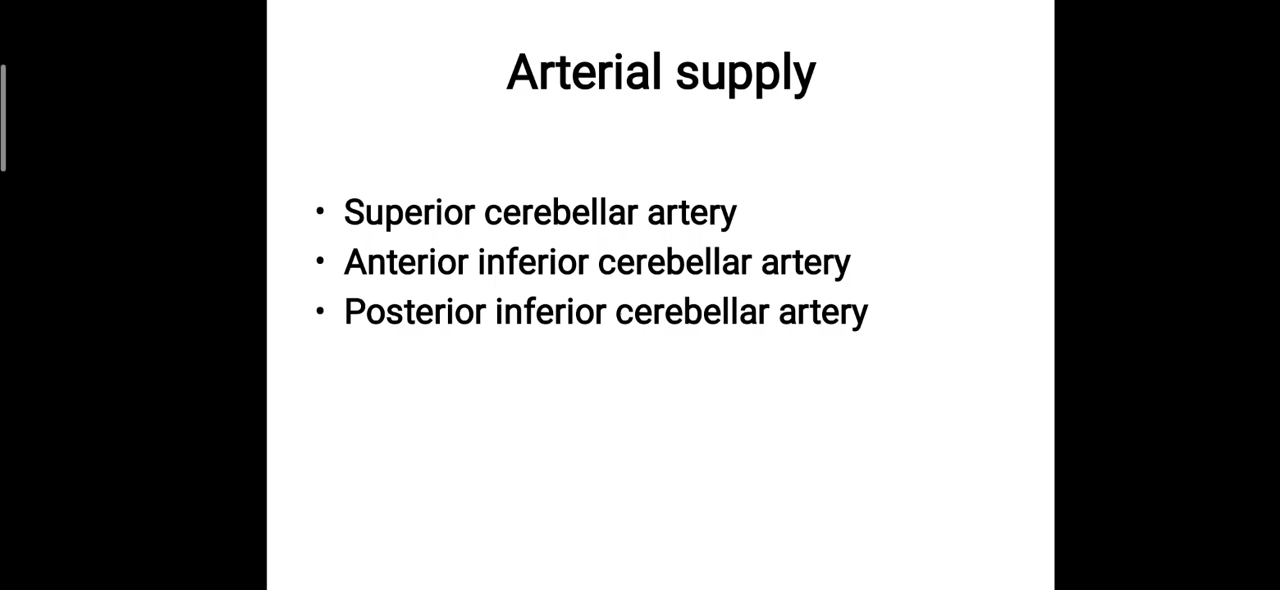 Arterial supply
• Superior cerebellar artery
• Anterior inferior cerebellar artery
• Posterior inferior cerebellar artery